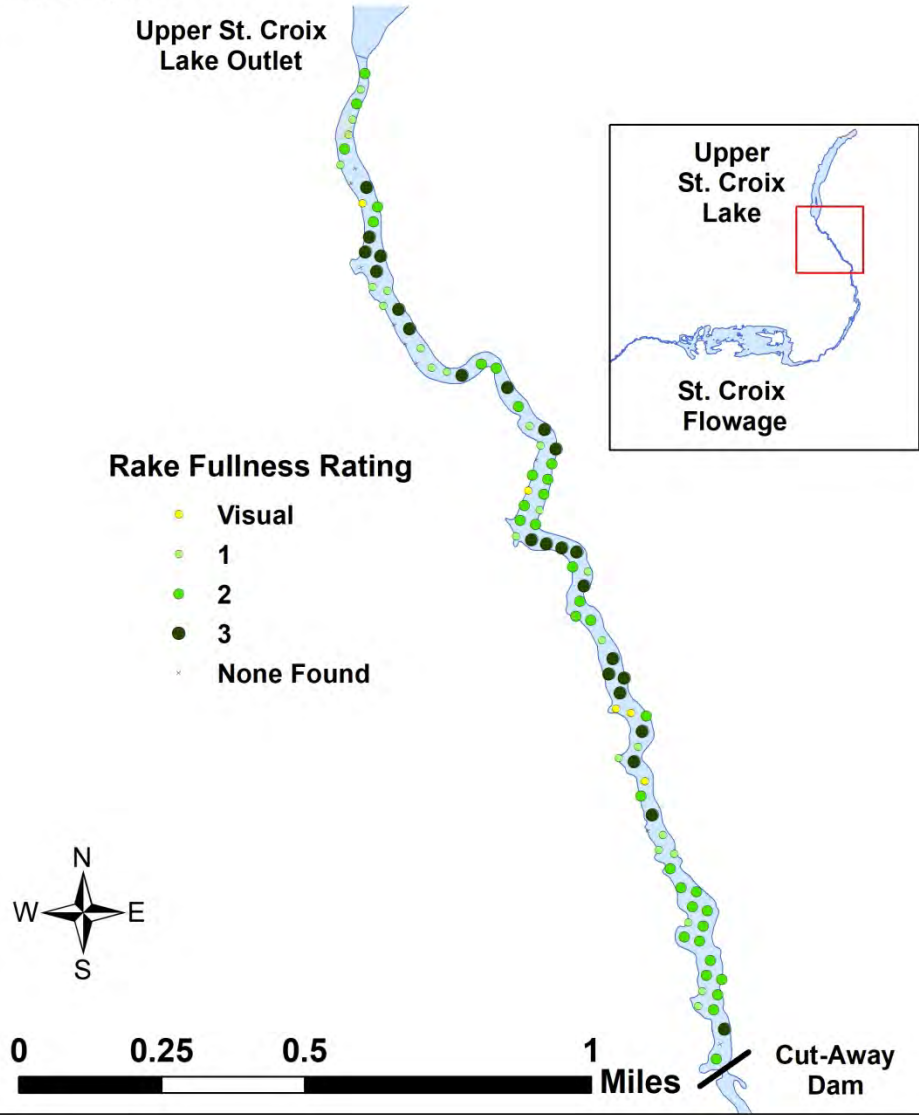 Upper St. Croix
Lake Outlet
Upper
St. Croix
Lake
St. Croix
Flowage
Rake Fullness Rating
Visual
1
2
3
None Found
N
W E
S
0 0.25 0.5 1
Miles
Cut-Away
Dam